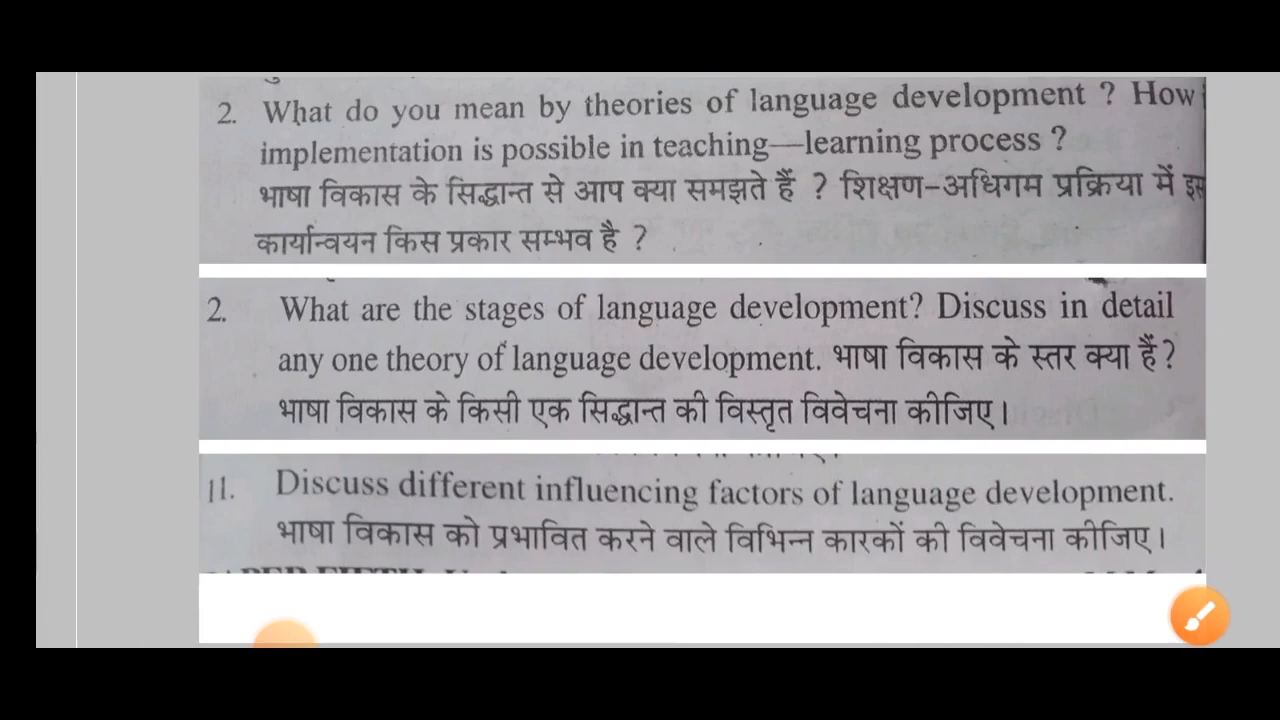 2. What do you mean by theories of language development ? How
implementation is possible in teaching—learning process ?
भाषा विकास के सिद्धान्त से आप क्या समझते हैं ? शिक्षण-अधिगम प्रक्रिया में
कार्यान्वयन किस प्रकार सम्भव है ?
2. What are the stages of language development? Discuss in detail
any one theory of language development. भाषा विकास के स्तर क्या हैं?
भाषा विकास के किसी एक सिद्धान्त की विस्तृत विवेचना कीजिए।
11. Discuss different influencing factors of language development.
भाषा विकास को प्रभावित करने वाले विभिन्न कारकों की विवेचना कीजिए।